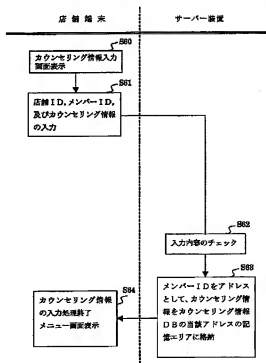 店舗端末
サーバー装置
S60
カウンセリング情報入力
画面表示
S61
店舗ID,メンバーID,
及びカウンセリング情報
の入力
S62
入力内容のチェック
S63
メンバーIDをアドレス
として、カウンセリング情
報をカウンセリング情報
DBの当該アドレスの記
憶エリアに格納
S64
カウンセリング情報
の入力処理終了
メニュー画面表示